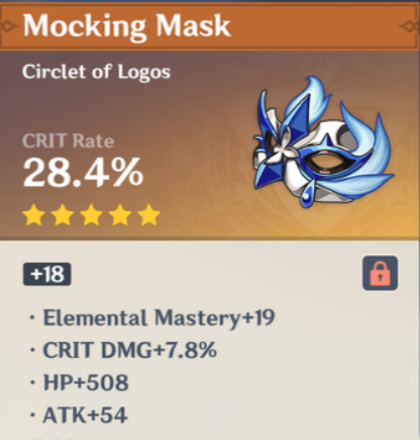 Mocking Mask
Circlet of Logos
CRIT Rate
28.4%
+18
· Elemental Mastery+19
· CRIT DMG+7.8%
· HP+508
· ATK+54